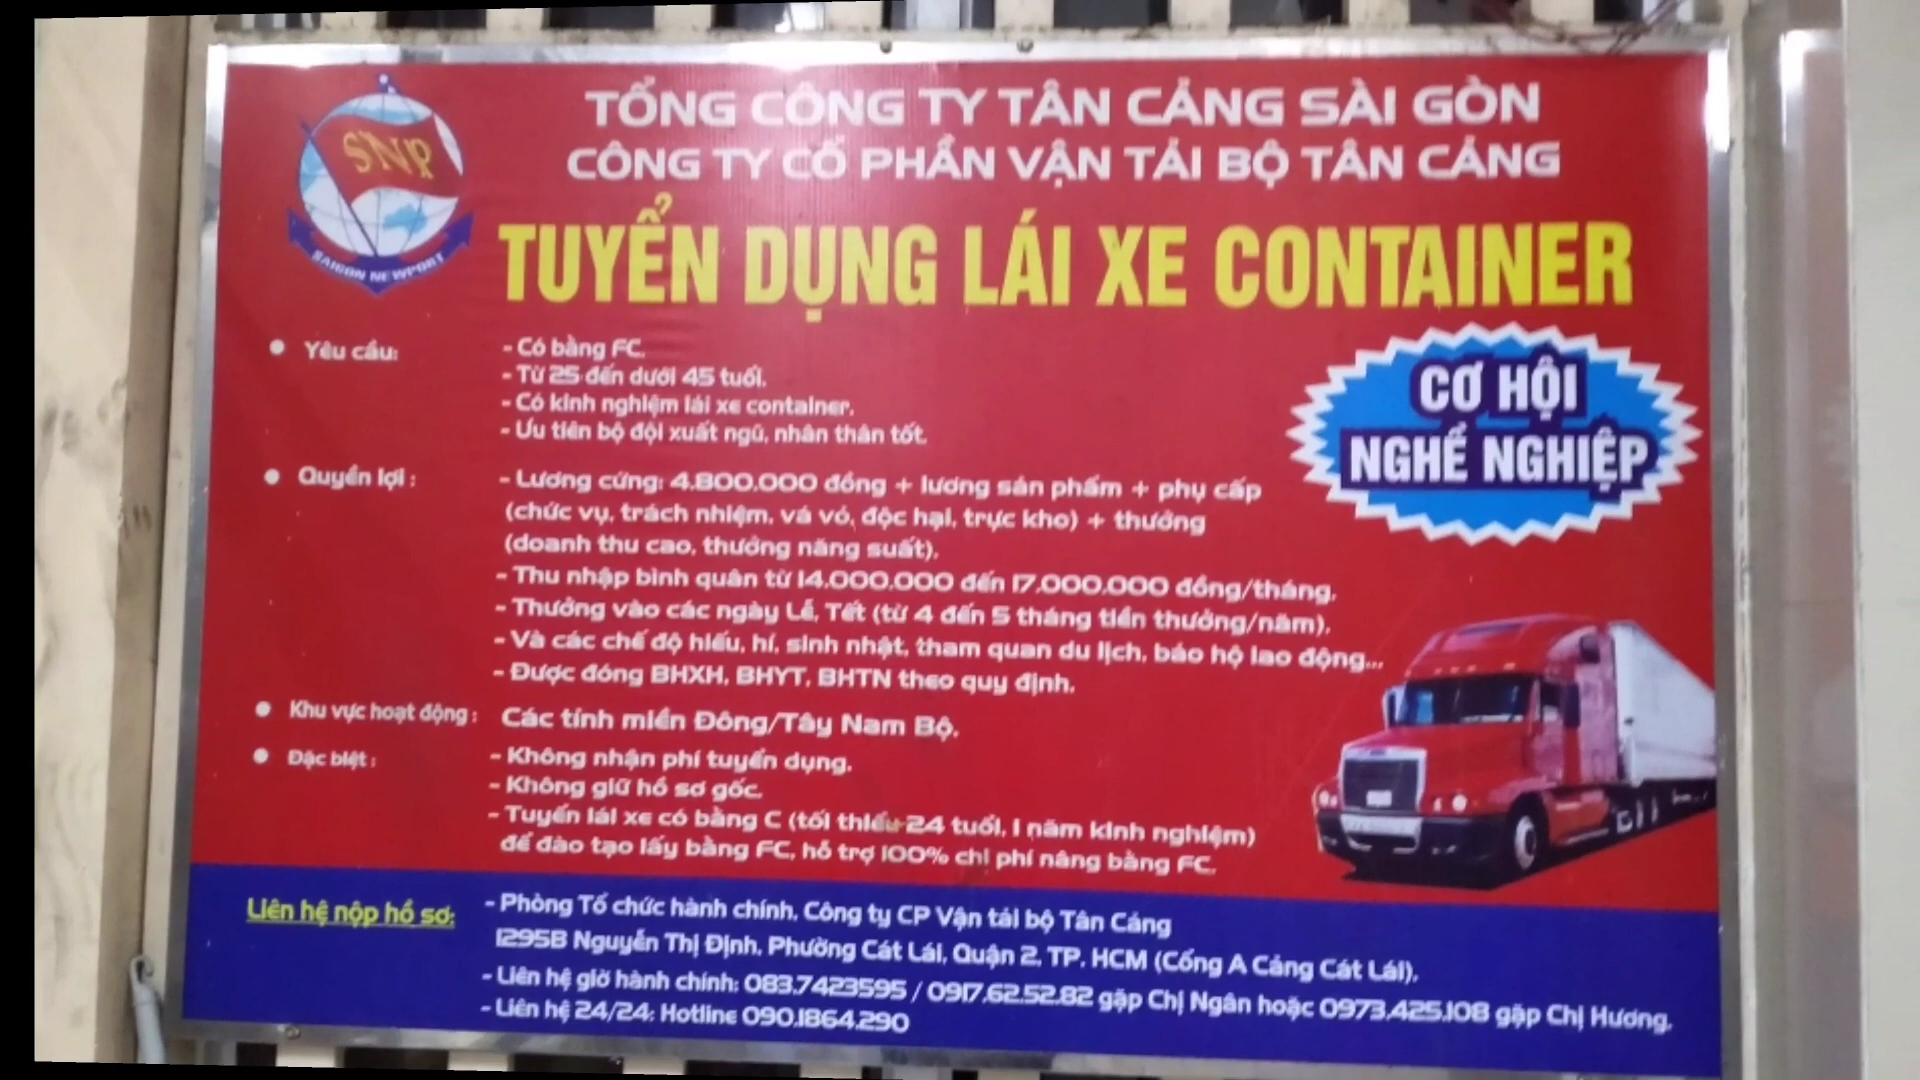 SNP
SAIGON NEWPORT
TỔNG CÔNG TY TÂN CẢNG SÀI GÒN
CÔNG TY CỔ PHẦN VẬN TẢI BỘ TÂN CẢNG
TUYỂN DỤNG LÁI XE CONTAINER
CƠ HỘI
NGHỀ NGHIỆP
• Yêu cầu: - Có bằng FC.
- Từ 25 đến dưới 45 tuổi.
- Có kinh nghiệm lái xe container.
- Ưu tiên bộ đội xuất ngũ, nhân thân tốt.
• Quyền lợi : - Lương cứng: 4.800.000 đồng + lương sản phẩm + phụ cấp
(chức vụ, trách nhiệm, vá vỏ, độc hại, trực kho) + thưởng
(doanh thu cao, thưởng năng suất).
- Thu nhập bình quân từ 14.000.000 đến 17.000.000 đồng/tháng.
- Thưởng vào các ngày Lễ, Tết (từ 4 đến 5 tháng tiền thưởng/năm).
- Và các chế độ hiếu, hỉ, sinh nhật, tham quan du lịch, bảo hộ lao động...
- Được đóng BHXH, BHYT, BHTN theo quy định.
• Khu vực hoạt động : Các tỉnh miền Đông/Tây Nam Bộ.
• Đặc biệt : - Không nhận phí tuyển dụng.
- Không giữ hồ sơ gốc.
- Tuyển lái xe có bằng C (tối thiểu 24 tuổi, 1 năm kinh nghiệm)
để đào tạo lấy bằng FC, hỗ trợ 100% chi phí nâng bằng FC.
Liên hệ nộp hồ sơ: - Phòng Tổ chức hành chính, Công ty CP Vận tải bộ Tân Cảng
1295B Nguyễn Thị Định, Phường Cát Lái, Quận 2, TP. HCM (Cổng A Cảng Cát Lái).
- Liên hệ giờ hành chính: 083.7423595 / 0917.62.52.82 gặp Chị Ngân hoặc 0973.425.108 gặp Chị Hương.
- Liên hệ 24/24: Hotline 090.1864.290